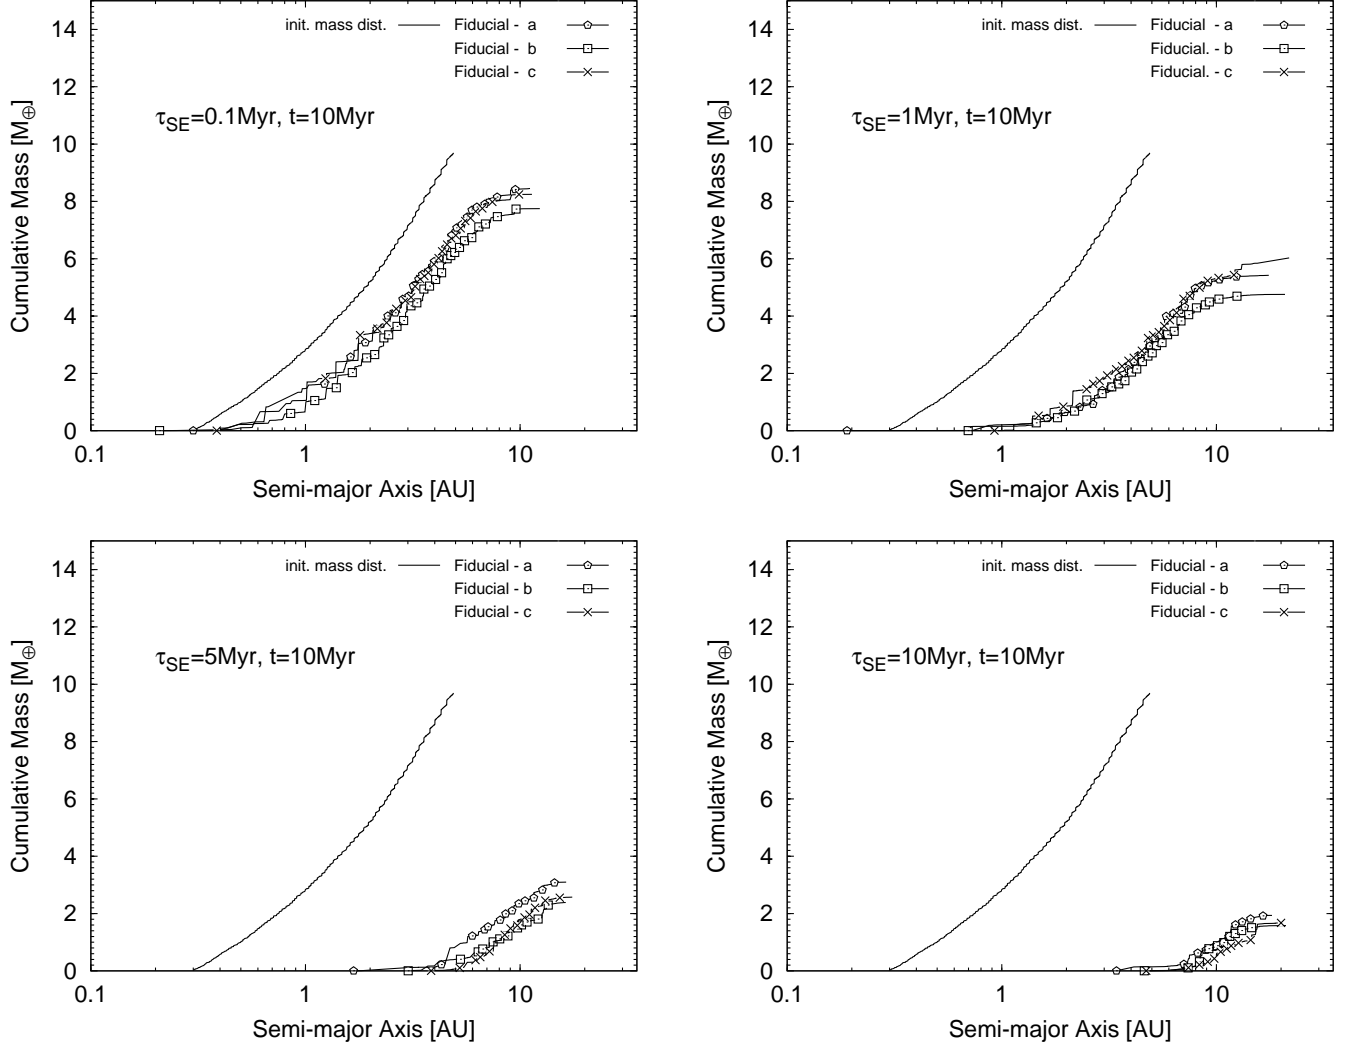 14
12
10
8
6
4
2
0
Cumulative Mass [M⊕]
init. mass dist.
Fiducial - a
Fiducial - b
Fiducial - c
τSE=0.1Myr, t=10Myr
0.1 1 10
Semi-major Axis [AU]
14
12
10
8
6
4
2
0
Cumulative Mass [M⊕]
init. mass dist.
Fiducial - a
Fiducial. - b
Fiducial. - c
τSE=1Myr, t=10Myr
0.1 1 10
Semi-major Axis [AU]
14
12
10
8
6
4
2
0
Cumulative Mass [M⊕]
init. mass dist.
Fiducial - a
Fiducial - b
Fiducial - c
τSE=5Myr, t=10Myr
0.1 1 10
Semi-major Axis [AU]
14
12
10
8
6
4
2
0
Cumulative Mass [M⊕]
init. mass dist.
Fiducial - a
Fiducial - b
Fiducial - c
τSE=10Myr, t=10Myr
0.1 1 10
Semi-major Axis [AU]